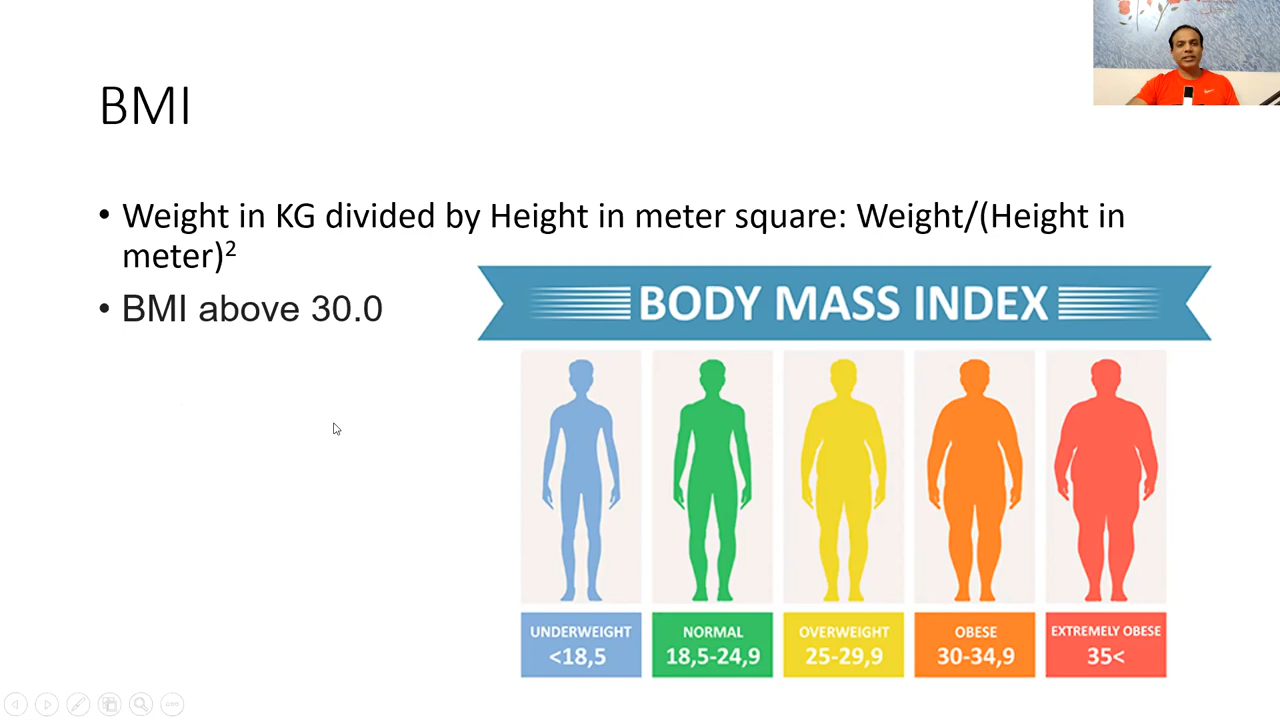 BMI
• Weight in KG divided by Height in meter square: Weight/(Height in
meter)²
• BMI above 30.0
BODY MASS INDEX
UNDERWEIGHT
<18,5
NORMAL
18,5-24,9
OVERWEIGHT
25-29,9
OBESE
30-34,9
EXTREMELY OBESE
35<